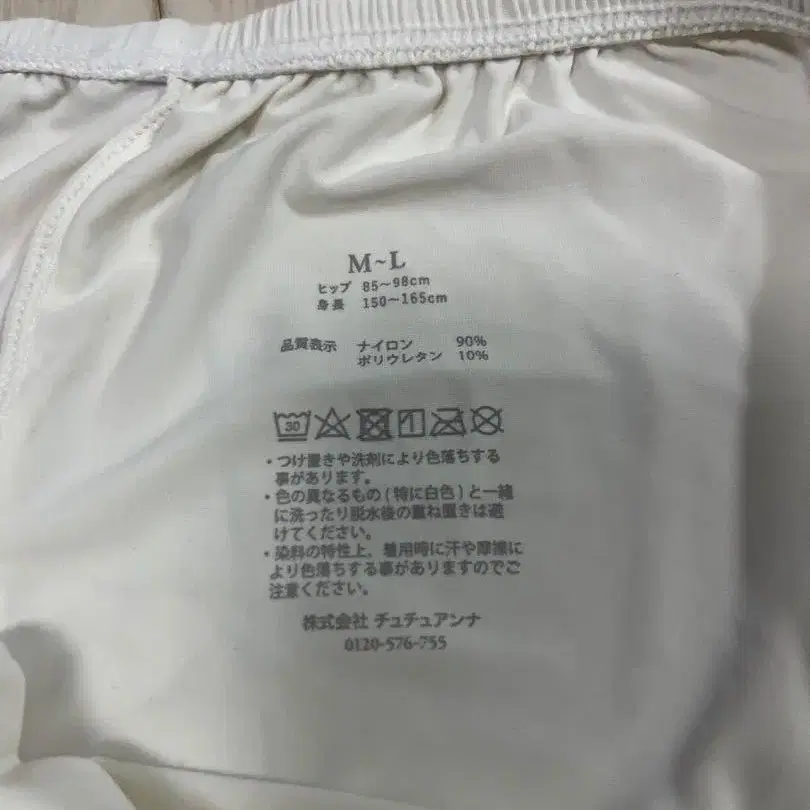 M~L
ヒップ 85~98cm
身長 150~165cm
品質表示 ナイロン 90%
ポリウレタン 10%
30
・つけ置きや洗剤により色落ちする
事があります。
・色の異なるもの(特に白色)と一緒
に洗ったり脱水後の重ね置きは避
けてください。
・染料の特性上、着用時に汗や摩擦に
より色落ちする事がありますのでご
注意ください。
株式会社 チュチュアンナ
0120-576-755